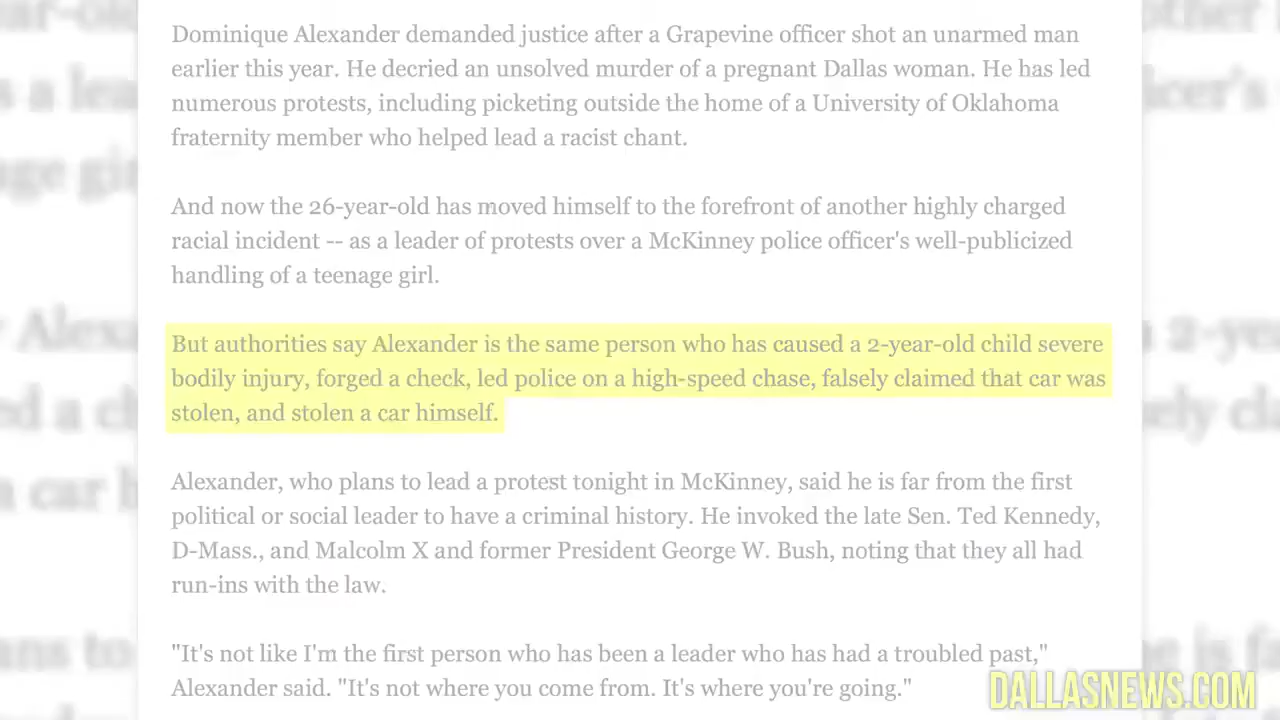 Dominique Alexander demanded justice after a Grapevine officer shot an unarmed man
earlier this year. He decried an unsolved murder of a pregnant Dallas woman. He has led
numerous protests, including picketing outside the home of a University of Oklahoma
fraternity member who helped lead a racist chant.
And now the 26-year-old has moved himself to the forefront of another highly charged
racial incident -- as a leader of protests over a McKinney police officer's well-publicized
handling of a teenage girl.
But authorities say Alexander is the same person who has caused a 2-year-old child severe
bodily injury, forged a check, led police on a high-speed chase, falsely claimed that car was
stolen, and stolen a car himself.
Alexander, who plans to lead a protest tonight in McKinney, said he is far from the first
political or social leader to have a criminal history. He invoked the late Sen. Ted Kennedy,
D-Mass., and Malcolm X and former President George W. Bush, noting that they all had
run-ins with the law.
"It's not like I'm the first person who has been a leader who has had a troubled past,"
Alexander said. "It's not where you come from. It's where you're going."
DALLASNEWS.COM